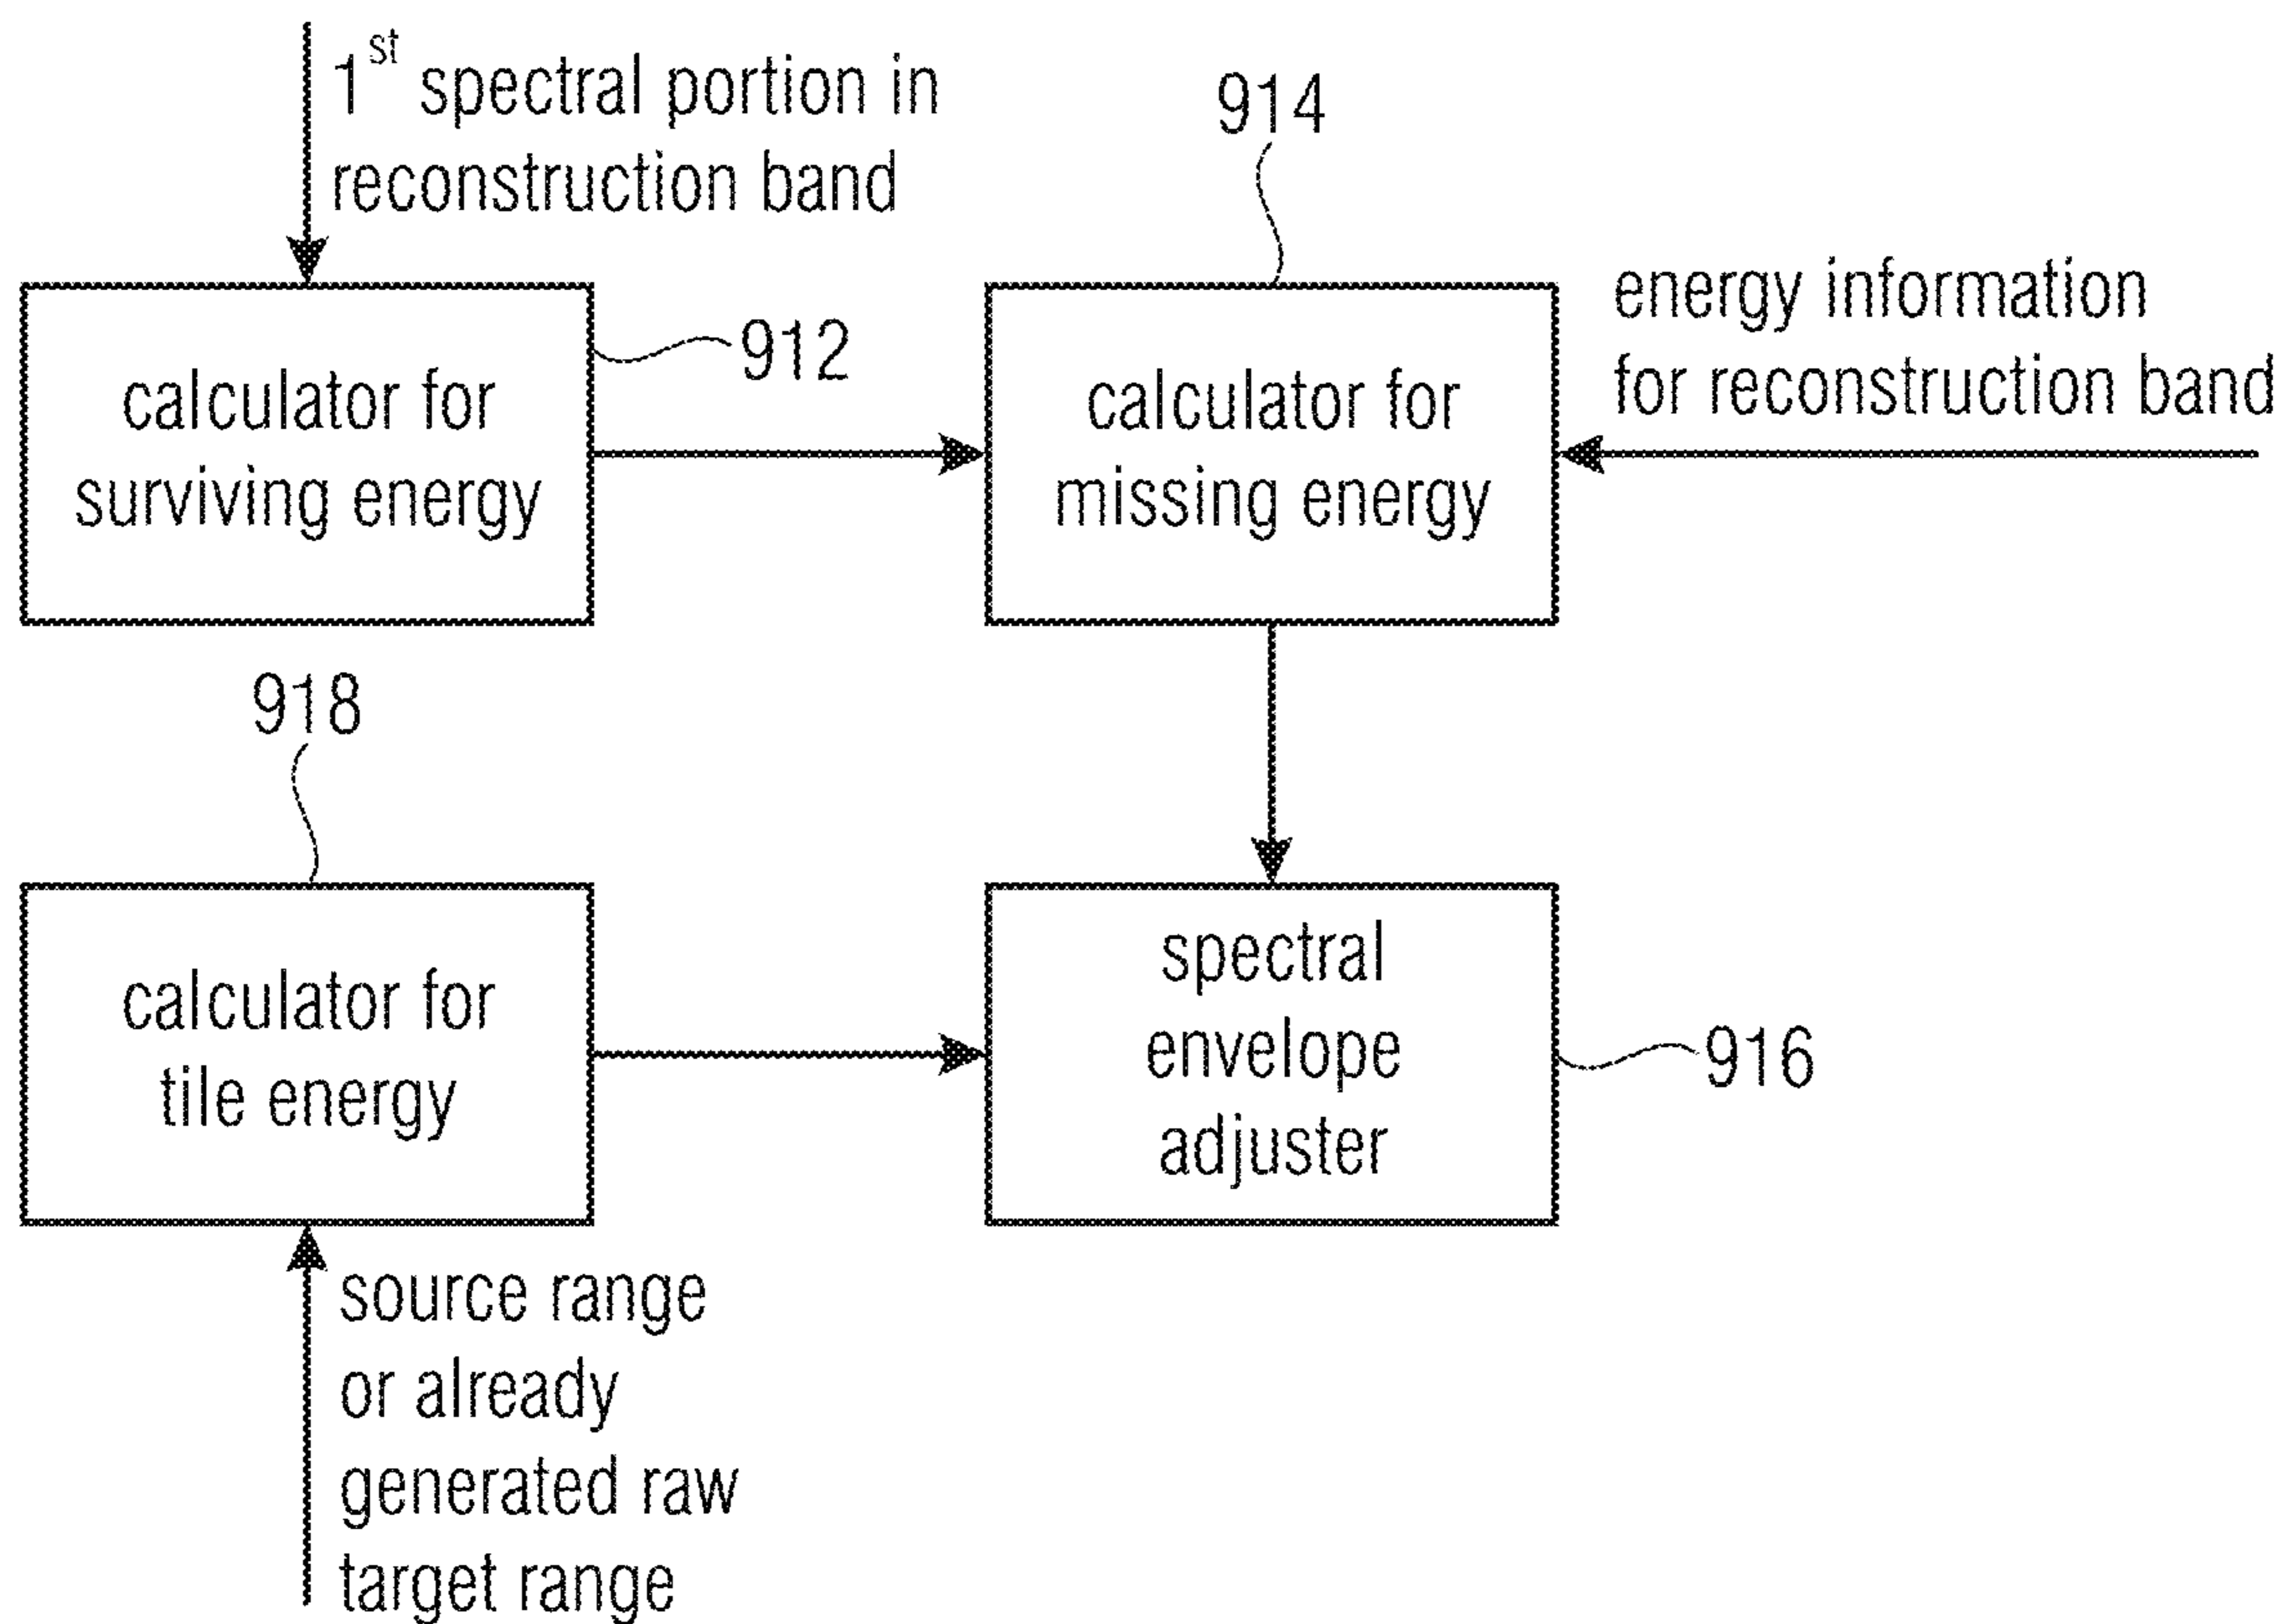 1st spectral portion in
reconstruction band
914
energy information
for reconstruction band
912
calculator for
surviving energy
calculator for
missing energy
918
calculator for
tile energy
spectral
envelope
adjuster
916
source range
or already
generated raw
target range